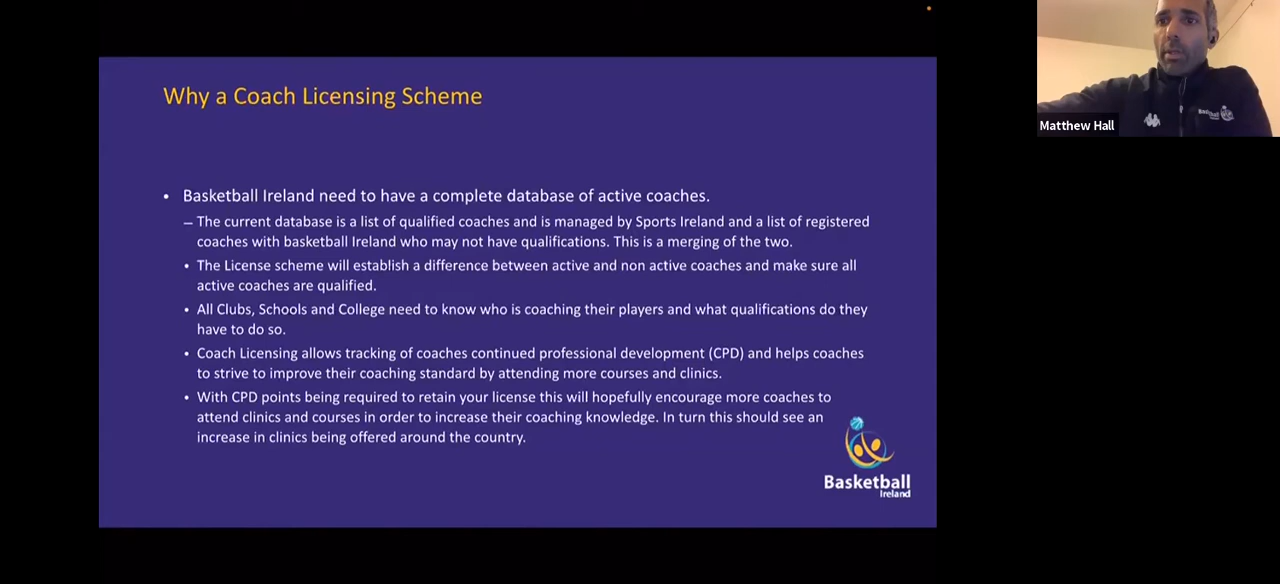 Why a Coach Licensing Scheme
• Basketball Ireland need to have a complete database of active coaches.
– The current database is a list of qualified coaches and is managed by Sports Ireland and a list of registered
coaches with basketball Ireland who may not have qualifications. This is a merging of the two.
• The License scheme will establish a difference between active and non active coaches and make sure all
active coaches are qualified.
• All Clubs, Schools and College need to know who is coaching their players and what qualifications do they
have to do so.
• Coach Licensing allows tracking of coaches continued professional development (CPD) and helps coaches
to strive to improve their coaching standard by attending more courses and clinics.
• With CPD points being required to retain your license this will hopefully encourage more coaches to
attend clinics and courses in order to increase their coaching knowledge. In turn this should see an
increase in clinics being offered around the country.
Basketball
Ireland
Matthew Hall